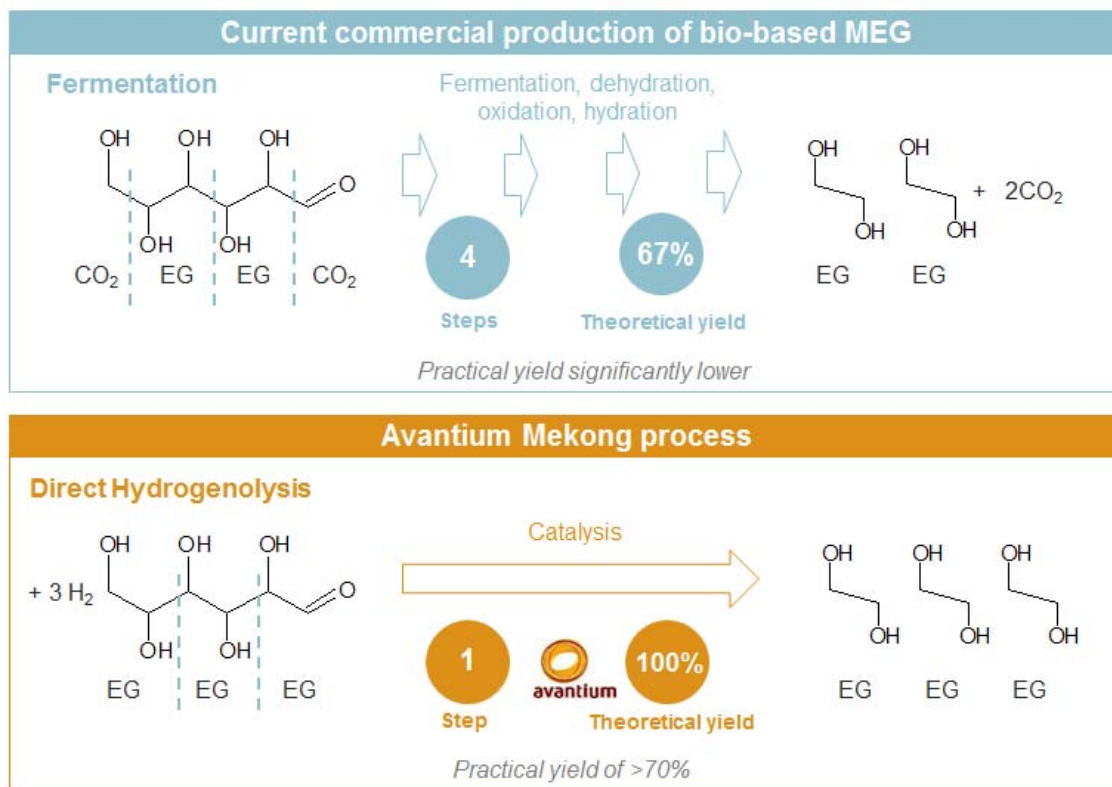 Current commercial production of bio-based MEG
Fermentation
Fermentation, dehydration,
oxidation, hydration
OH OH OH
O
OH OH
CO₂ EG EG CO₂
4
Steps
67%
Theoretical yield
OH OH
OH OH
+ 2CO₂
EG EG
Practical yield significantly lower
Avantium Mekong process
Direct Hydrogenolysis
Catalysis
OH OH OH
+ 3 H₂
O
OH OH
EG EG EG
1
Step
avantium
100%
Theoretical yield
OH OH OH
OH OH OH
EG EG EG
Practical yield of >70%